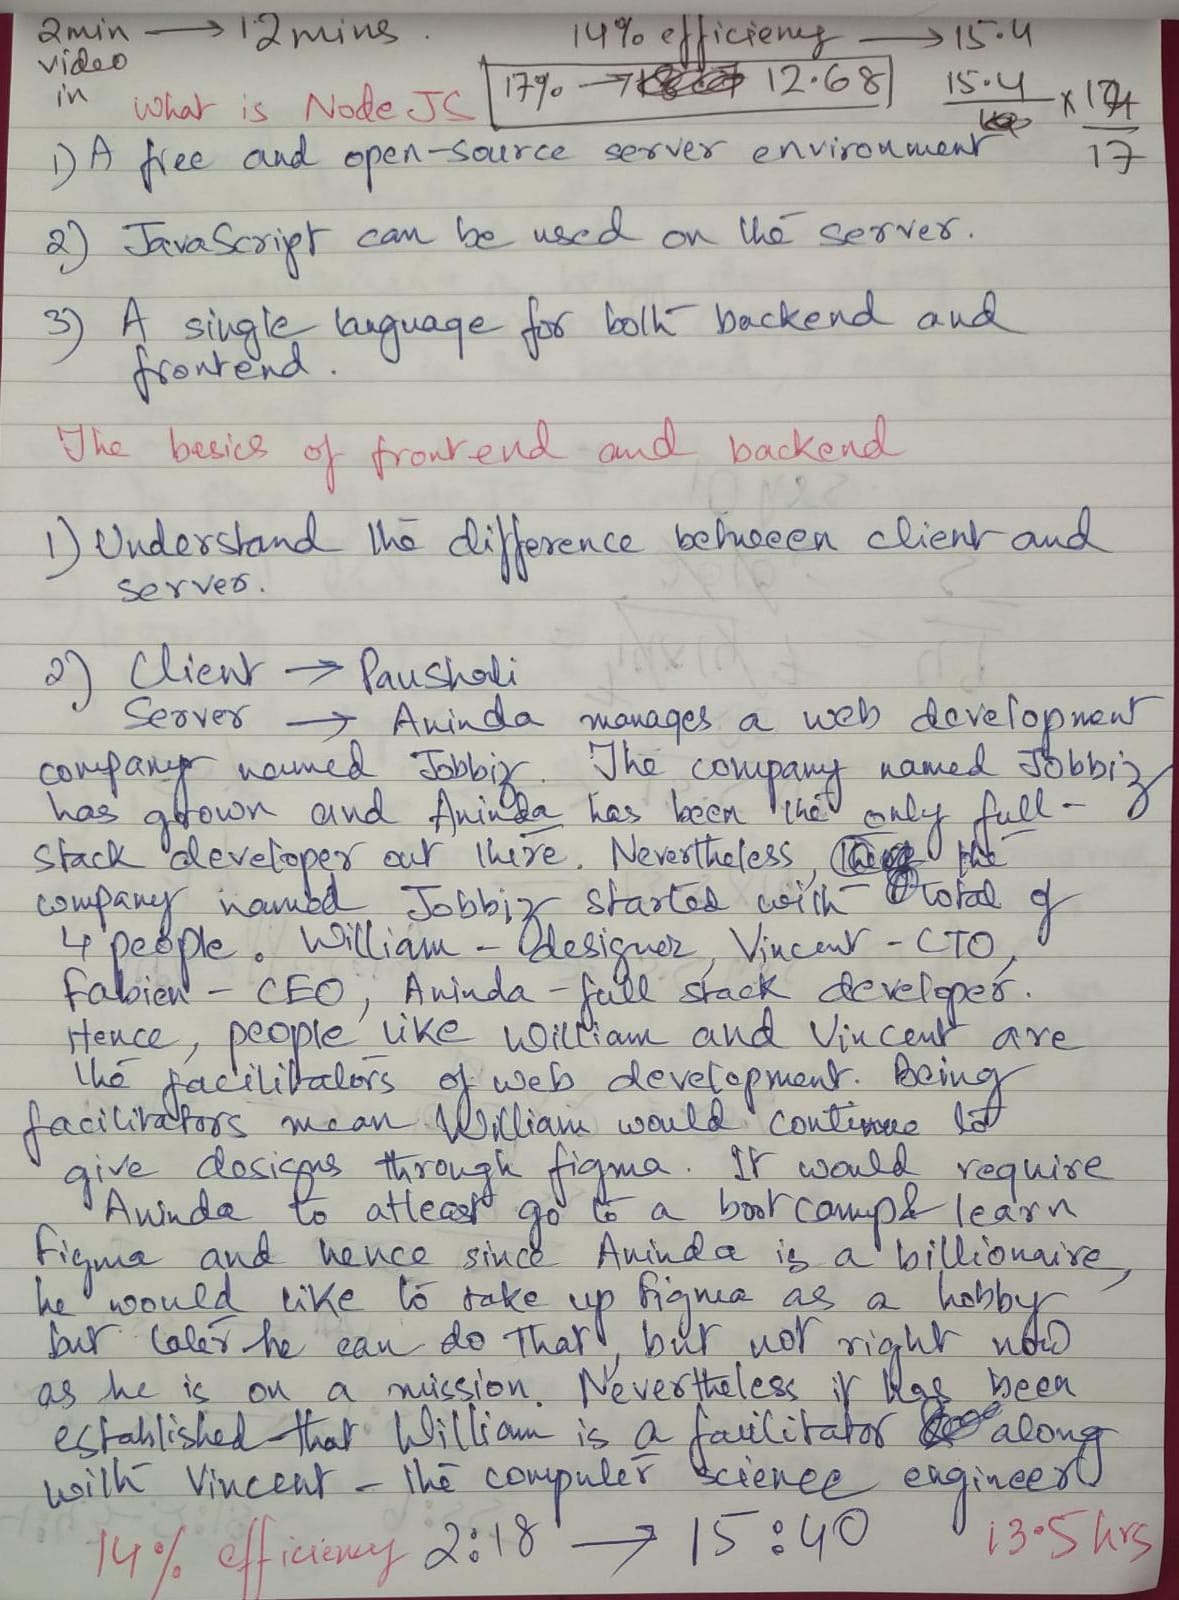 2min → 12mins. 14% efficiency → 15.4
video
in
17% → 12.68
15.4 × 14
17
What is Node JS
1) A free and open-source server environment
2) JavaScript can be used on the server.
3) A single language for both backend and
frontend.
The basics of frontend and backend
1) Understand the difference between client and
server.
2) Client → Paushali
Server → Aninda manages a web development
company named Jobbiz. The company named Jobbiz
has grown and Aninda has been the only full-
stack developer out there. Nevertheless, the
company named Jobbiz started with total of
4 people. William - designer, Vincent - CTO,
Fabien - CEO, Aninda - full stack developer.
Hence, people like William and Vincent are
the facilitators of web development. Being
facilitators mean William would continue to
give designs through figma. It would require
Aninda to atleast go to a bootcamp & learn
Figma and hence since Aninda is a billionaire,
he would like to take up Figma as a hobby
but later he can do that, but not right now
as he is on a mission. Nevertheless it has been
established that William is a facilitator along
with Vincent - the computer science engineer
14% efficiency 2:18 → 15:40 13.5 hrs